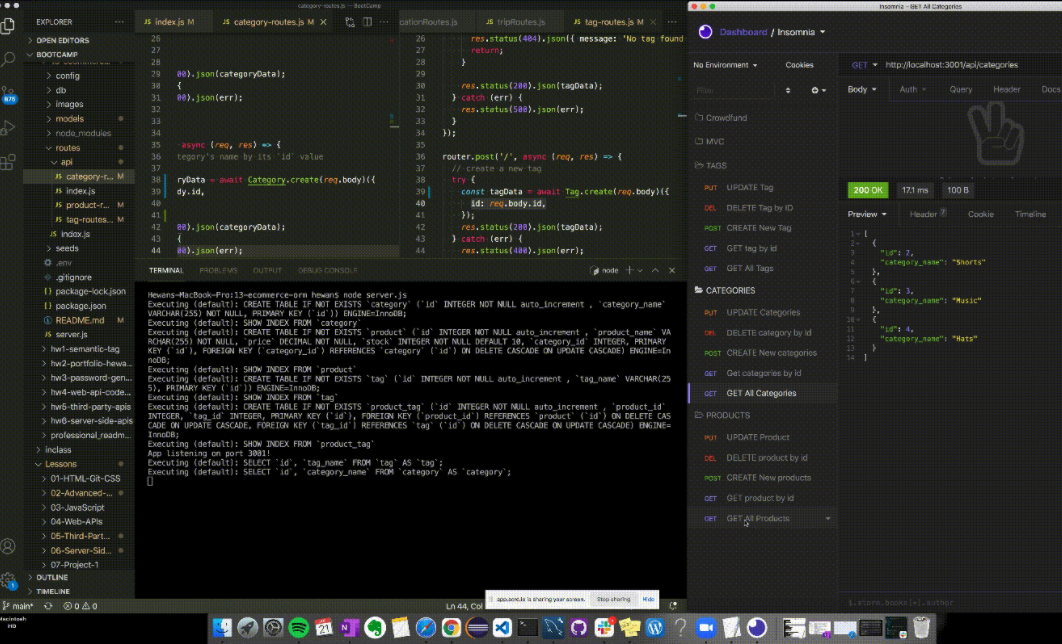 category-routes.js — BootCamp
EXPLORER
OPEN EDITORS
BOOTCAMP
config
db
images
models
node_modules
routes
api
JS category-r... M
JS index.js
JS product-r... M
JS tag-routes... M
JS index.js
seeds
.env
.gitignore
{ } package-lock.json
{ } package.json
README.md M
JS server.js
hw1-semantic-tag
hw2-portfolio-hewa...
hw3-password-gen...
hw4-web-api-code...
hw5-third-party-apis
hw6-server-side-apis
professional_readm...
inclass
Lessons
01-HTML-Git-CSS
02-Advanced-...
03-JavaScript
04-Web-APIs
05-Third-Part...
06-Server-Sid...
07-Project-1
OUTLINE
TIMELINE
main*
0 0
Macintosh
HD
JS index.js M
JS category-routes.js M
cationRoutes.js
JS tripRoutes.js
JS tag-routes.js M
26
28
29 00).json(categoryData);
30 {
31 00).json(err);
32
33
34
35 async (req, res) => {
36 tegory's name by its `id` value
37
38 ryData = await Category.create(req.body)({
39 dy.id,
40
41
42 00).json(categoryData);
43 {
44 00).json(err);
26 res.status(404).json({ message: 'No tag found
27 return;
28 }
29
30 res.status(200).json(tagData);
31 } catch (err) {
32 res.status(500).json(err);
33 }
34 });
35
36 router.post('/', async (req, res) => {
37 // create a new tag
38 try {
39 const tagData = await Tag.create(req.body)({
40 id: req.body.id,
41 });
42 res.status(200).json(tagData);
43 } catch (err) {
44 res.status(400).json(err);
TERMINAL PROBLEMS OUTPUT DEBUG CONSOLE
node
Hewans-MacBook-Pro:13-ecommerce-orm hewan$ node server.js
Executing (default): CREATE TABLE IF NOT EXISTS `category` (`id` INTEGER NOT NULL auto_increment , `category_name`
VARCHAR(255) NOT NULL, PRIMARY KEY (`id`)) ENGINE=InnoDB;
Executing (default): SHOW INDEX FROM `category`
Executing (default): CREATE TABLE IF NOT EXISTS `product` (`id` INTEGER NOT NULL auto_increment , `product_name` VA
RCHAR(255) NOT NULL, `price` DECIMAL NOT NULL, `stock` INTEGER NOT NULL DEFAULT 10, `category_id` INTEGER, PRIMARY
KEY (`id`), FOREIGN KEY (`category_id`) REFERENCES `category` (`id`) ON DELETE CASCADE ON UPDATE CASCADE) ENGINE=In
noDB;
Executing (default): SHOW INDEX FROM `product`
Executing (default): CREATE TABLE IF NOT EXISTS `tag` (`id` INTEGER NOT NULL auto_increment , `tag_name` VARCHAR(25
5), PRIMARY KEY (`id`)) ENGINE=InnoDB;
Executing (default): SHOW INDEX FROM `tag`
Executing (default): CREATE TABLE IF NOT EXISTS `product_tag` (`id` INTEGER NOT NULL auto_increment , `product_id`
INTEGER, `tag_id` INTEGER, PRIMARY KEY (`id`), FOREIGN KEY (`product_id`) REFERENCES `product` (`id`) ON DELETE CAS
CADE ON UPDATE CASCADE, FOREIGN KEY (`tag_id`) REFERENCES `tag` (`id`) ON DELETE CASCADE ON UPDATE CASCADE) ENGINE=
InnoDB;
Executing (default): SHOW INDEX FROM `product_tag`
App listening on port 3001!
Executing (default): SELECT `id`, `tag_name` FROM `tag` AS `tag`;
Executing (default): SELECT `id`, `category_name` FROM `category` AS `category`;
Ln 44, Col
is sharing your screen. Stop sharing Hide
Insomnia – GET All Categories
Dashboard / Insomnis
No Environment Cookies
Filter
Crowdfund
MVC
TAGS
PUT UPDATE Tag
DEL DELETE Tag by ID
POST CREATE New Tag
GET GET tag by id
GET GET All Tags
CATEGORIES
PUT UPDATE Categories
DEL DELETE category by id
POST CREATE New categories
GET Get categories by id
GET GET All Categories
PRODUCTS
PUT UPDATE Product
DEL DELETE product by id
POST CREATE New products
GET GET product by id
GET GET All Products
GET http://localhost:3001/api/categories
Body Auth Query Header Docs
200 OK 17.1 ms 100 B
Preview Header 7 Cookie Timeline
1 [
2 {
3 "id": 2,
4 "category_name": "Shorts"
5 },
6 {
7 "id": 3,
8 "category_name": "Music"
9 },
10 {
11 "id": 4,
12 "category_name": "Hats"
13 }
14 ]
$.store.books[*].author